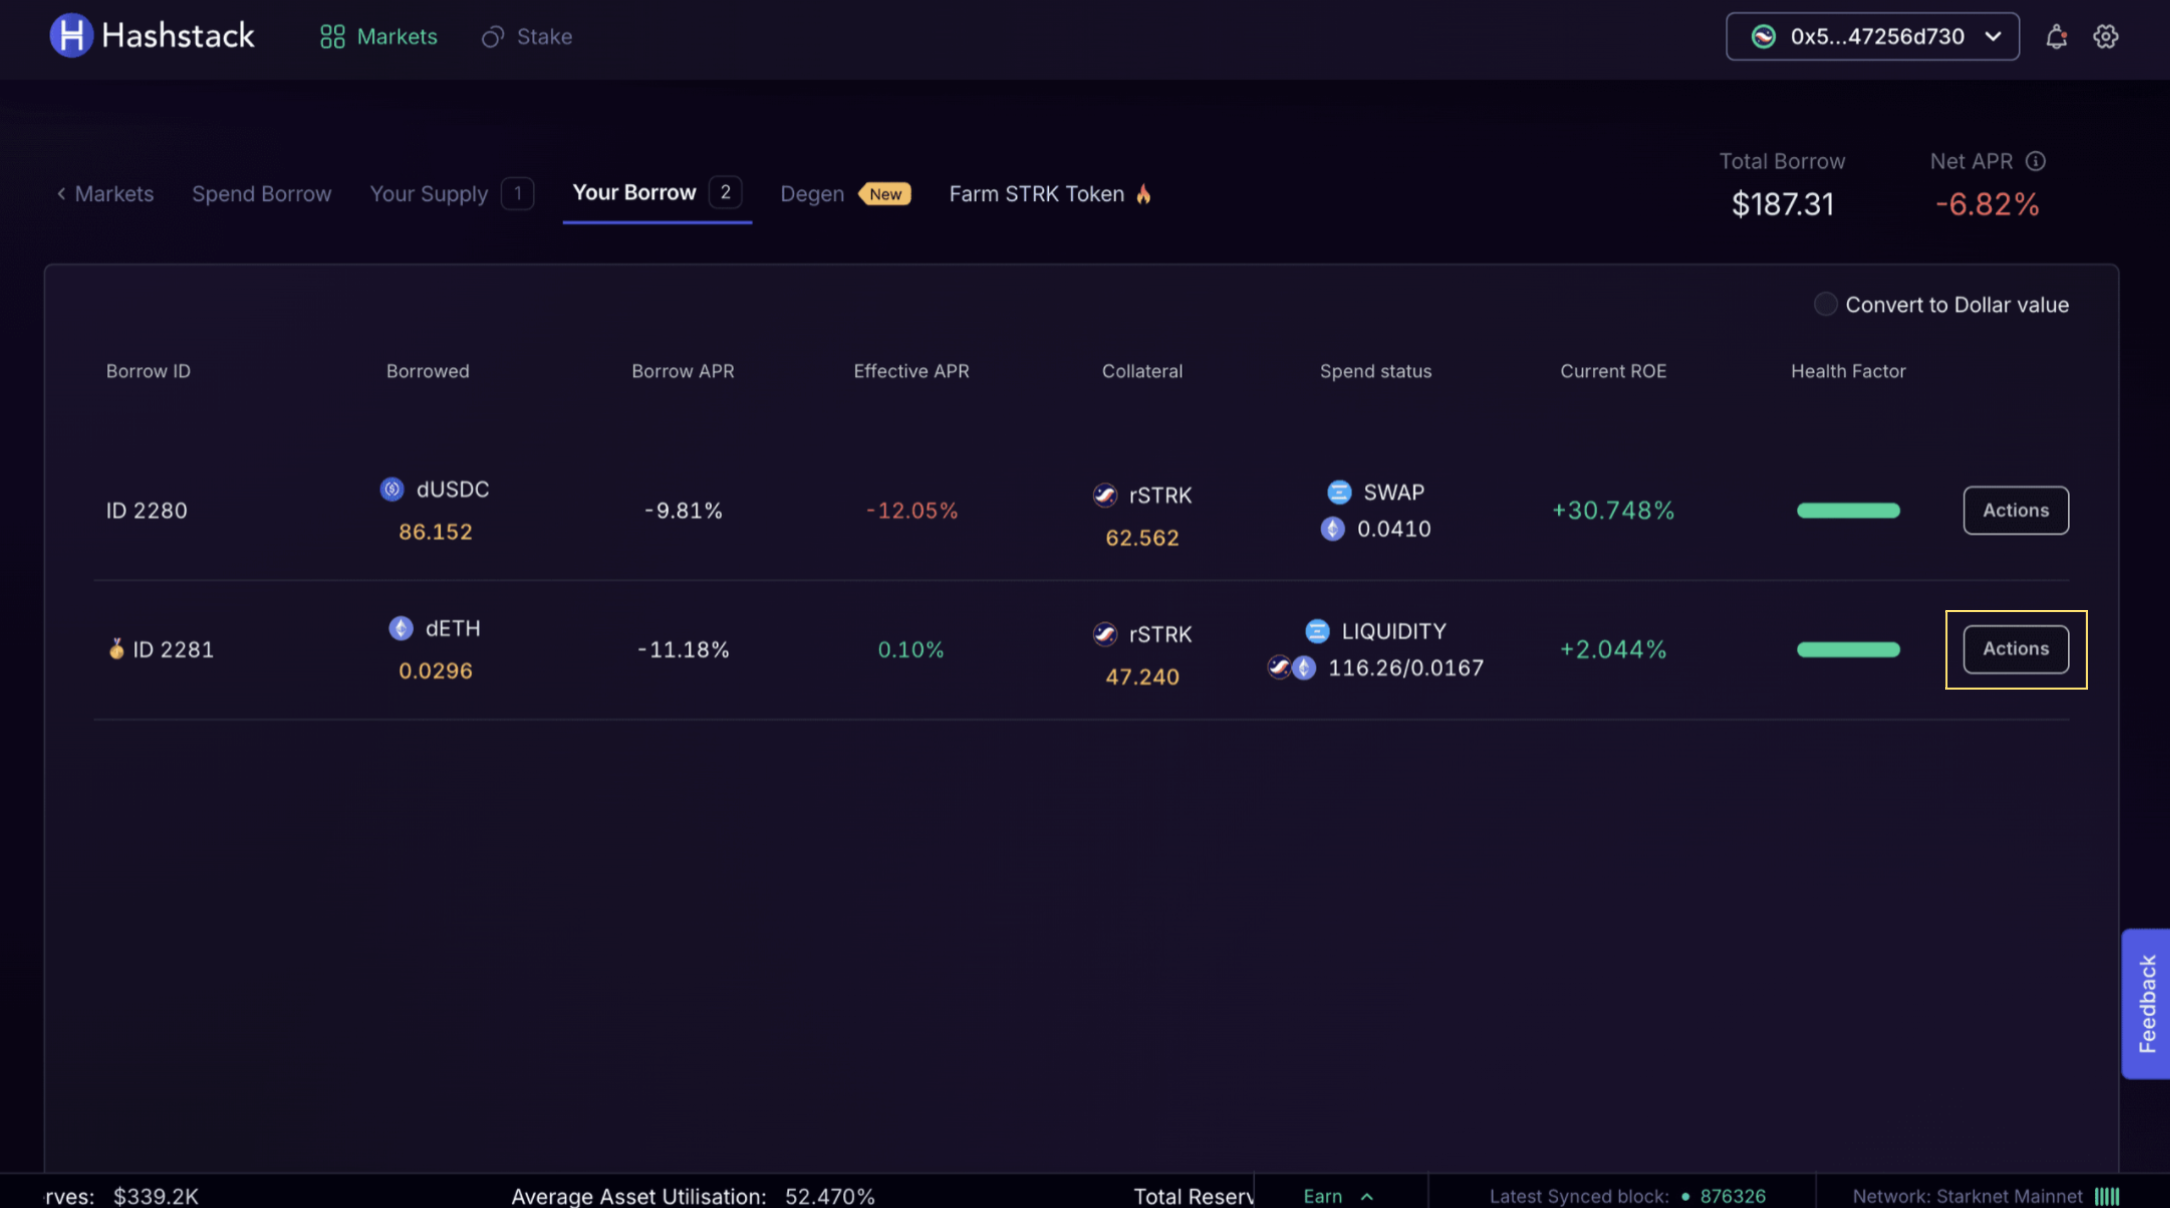 Hashstack
Markets
Stake
0x5...47256d730
Markets
Spend Borrow
Your Supply 1
Your Borrow 2
Degen New
Farm STRK Token
Total Borrow
$187.31
Net APR
-6.82%
Convert to Dollar value
Borrow ID
Borrowed
Borrow APR
Effective APR
Collateral
Spend status
Current ROE
Health Factor
ID 2280
dUSDC
86.152
-9.81%
-12.05%
rSTRK
62.562
SWAP
0.0410
+30.748%
Actions
ID 2281
dETH
0.0296
-11.18%
0.10%
rSTRK
47.240
LIQUIDITY
116.26/0.0167
+2.044%
Actions
Feedback
rves: $339.2K
Average Asset Utilisation: 52.470%
Total Reserv
Earn
Latest Synced block: 876326
Network: Starknet Mainnet